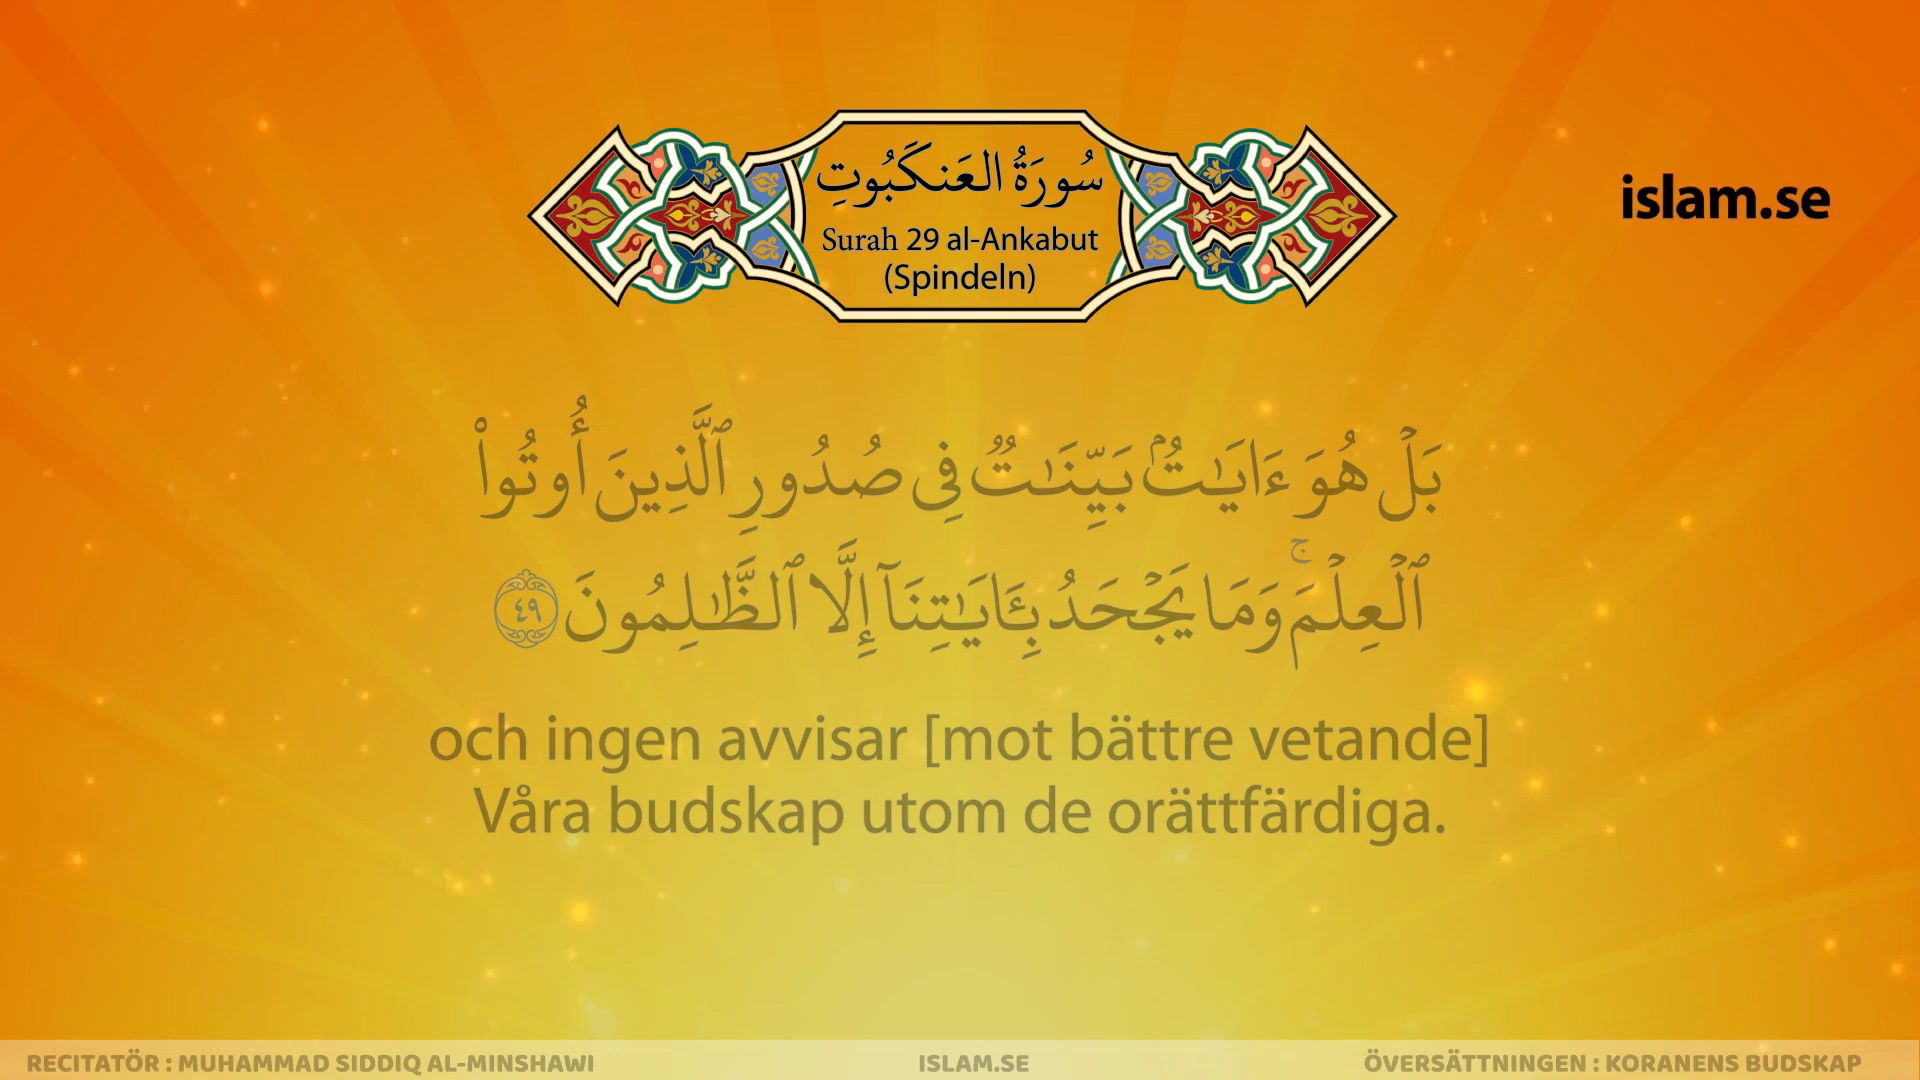 سُورَةُ العَنكَبُوتِ
Surah 29 al-Ankabut
(Spindeln)
islam.se
بَلْ هُوَ ءَايَـٰتٌۢ بَيِّنَـٰتٌ فِى صُدُورِ ٱلَّذِينَ أُوتُوا۟
ٱلْعِلْمَ ۚ وَمَا يَجْحَدُ بِـَٔايَـٰتِنَآ إِلَّا ٱلظَّـٰلِمُونَ ٤٩
och ingen avvisar [mot bättre vetande]
Våra budskap utom de orättfärdiga.
RECITATÖR : MUHAMMAD SIDDIQ AL-MINSHAWI
ISLAM.SE
ÖVERSÄTTNINGEN : KORANENS BUDSKAP